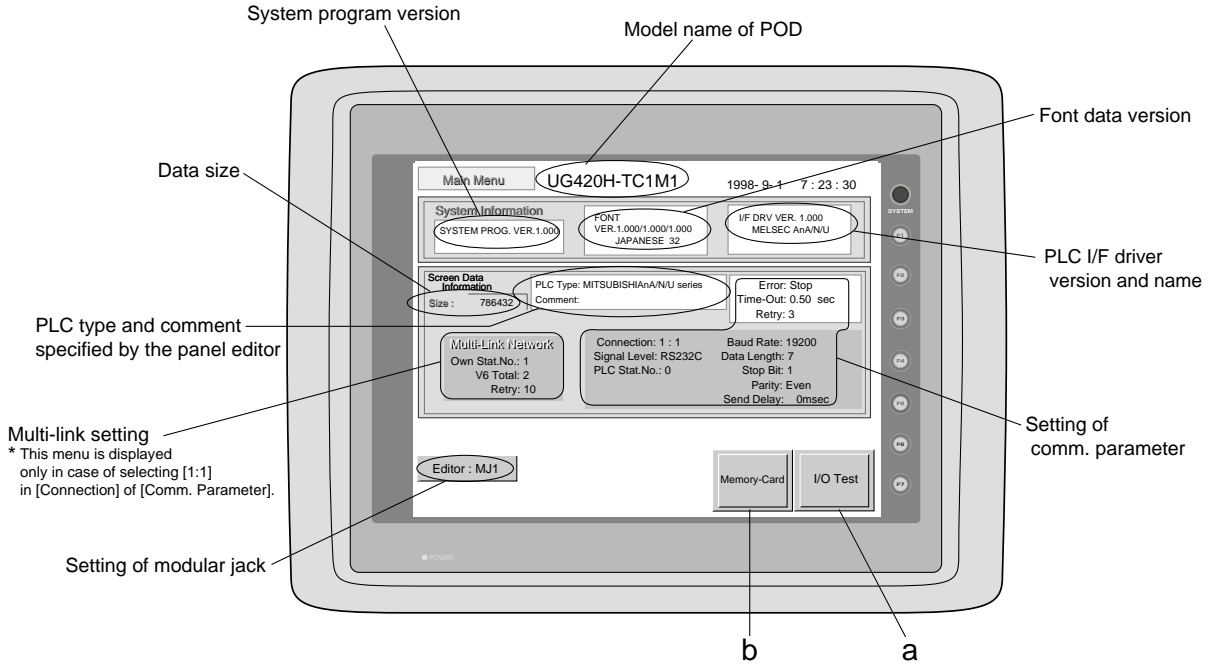 System program version
Model name of POD
Font data version
Data size
Main Menu
UG420H-TC1M1
1998- 9- 1 7 : 23 : 30
SYSTEM
System Information
SYSTEM PROG. VER.1.000
FONT
VER.1.000/1.000/1.000
JAPANESE 32
I/F DRV VER. 1.000
MELSEC AnA/N/U
F1
PLC I/F driver
version and name
F2
Screen Data
Information
Size : 786432
PLC Type: MITSUBISHIAnA/N/U series
Comment:
Error: Stop
Time-Out: 0.50 sec
Retry: 3
F3
PLC type and comment
specified by the panel editor
Multi-Link Network
Own Stat.No.: 1
V6 Total: 2
Retry: 10
Connection: 1 : 1
Signal Level: RS232C
PLC Stat.No.: 0
Baud Rate: 19200
Data Length: 7
Stop Bit: 1
Parity: Even
Send Delay: 0msec
F4
F5
Multi-link setting
* This menu is displayed
only in case of selecting [1:1]
in [Connection] of [Comm. Parameter].
Setting of
comm. parameter
F6
Editor : MJ1
Memory-Card
I/O Test
F7
Setting of modular jack
POWER
b
a